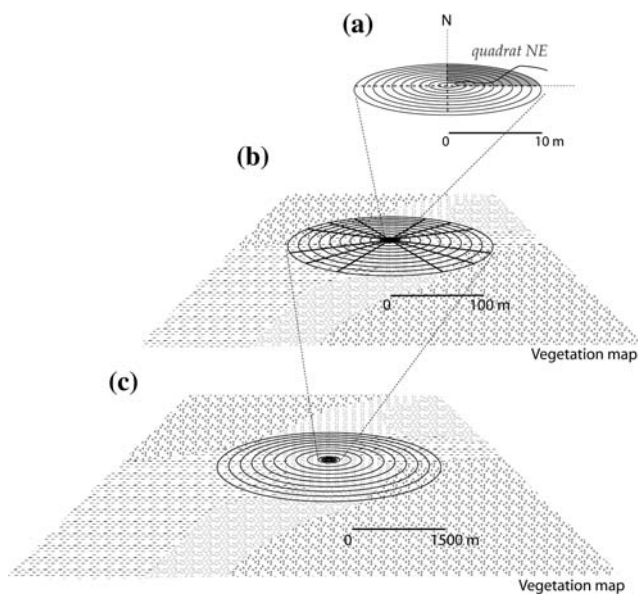 (a)
N
quadrat NE
0 10 m
(b)
0 100 m
Vegetation map
(c)
0 1500 m
Vegetation map